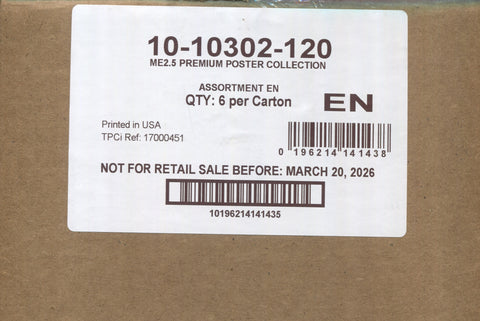 10-10302-120
ME2.5 PREMIUM POSTER COLLECTION
ASSORTMENT EN
QTY: 6 per Carton
EN
Printed in USA
TPCi Ref: 17000451
0 196214 141438
NOT FOR RETAIL SALE BEFORE: MARCH 20, 2026
10196214141435